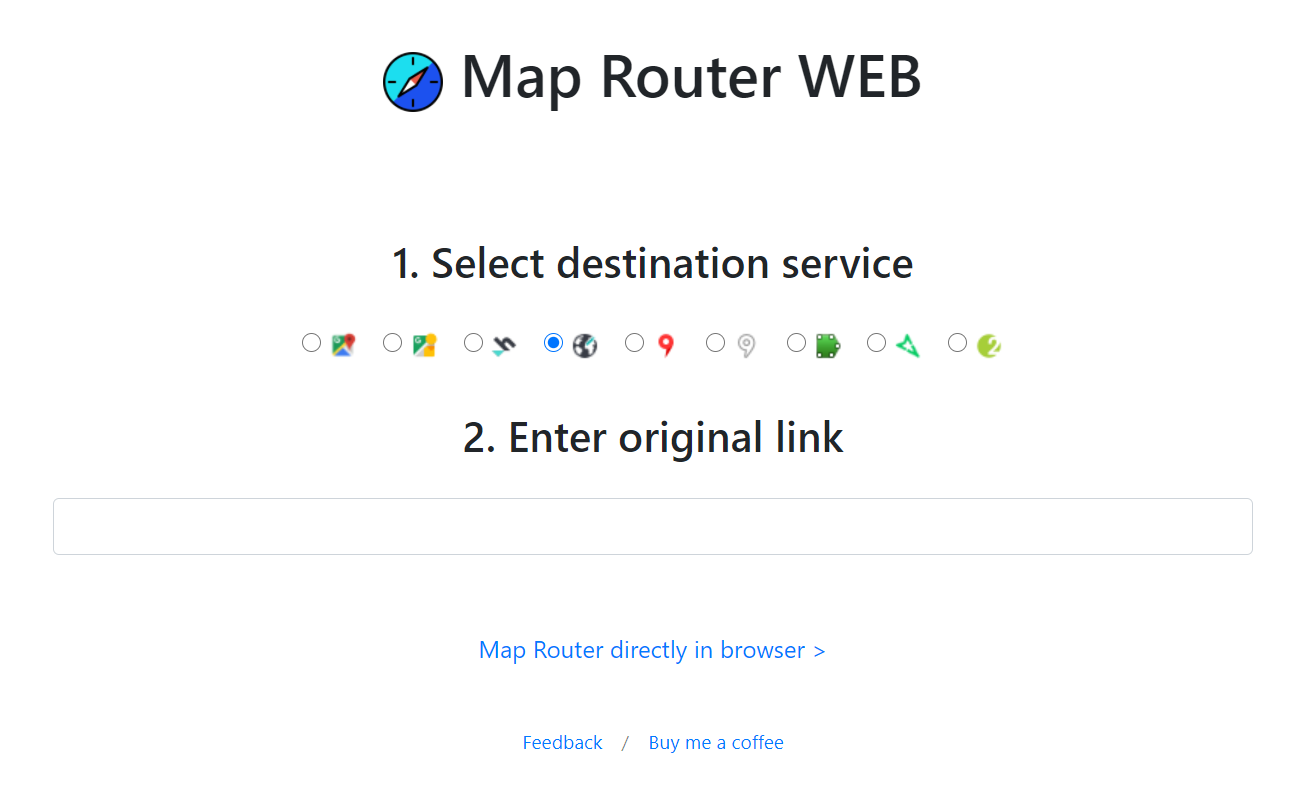 Map Router WEB
1. Select destination service
2. Enter original link
Map Router directly in browser >
Feedback / Buy me a coffee